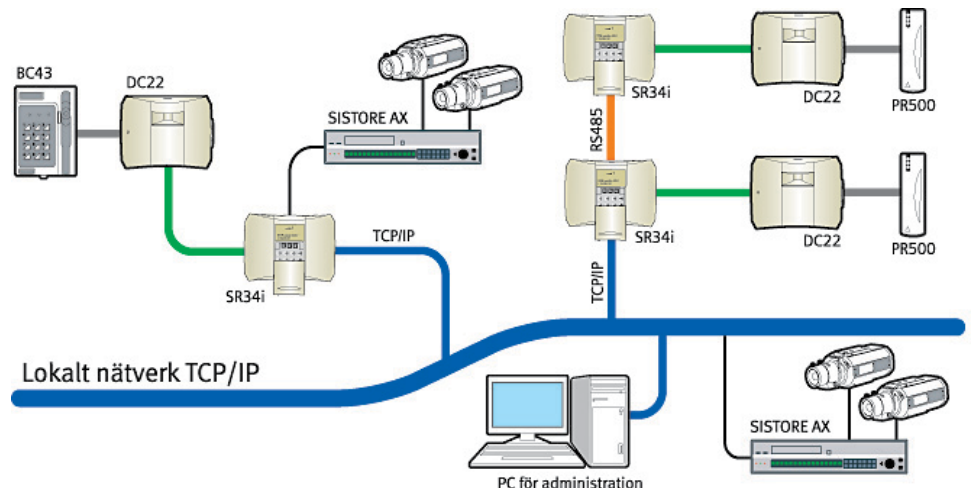 BC43
DC22
SISTORE AX
SR34i
TCP/IP
SR34i
DC22
PR500
RS485
SR34i
DC22
PR500
TCP/IP
Lokalt nätverk TCP/IP
PC för administration
SISTORE AX